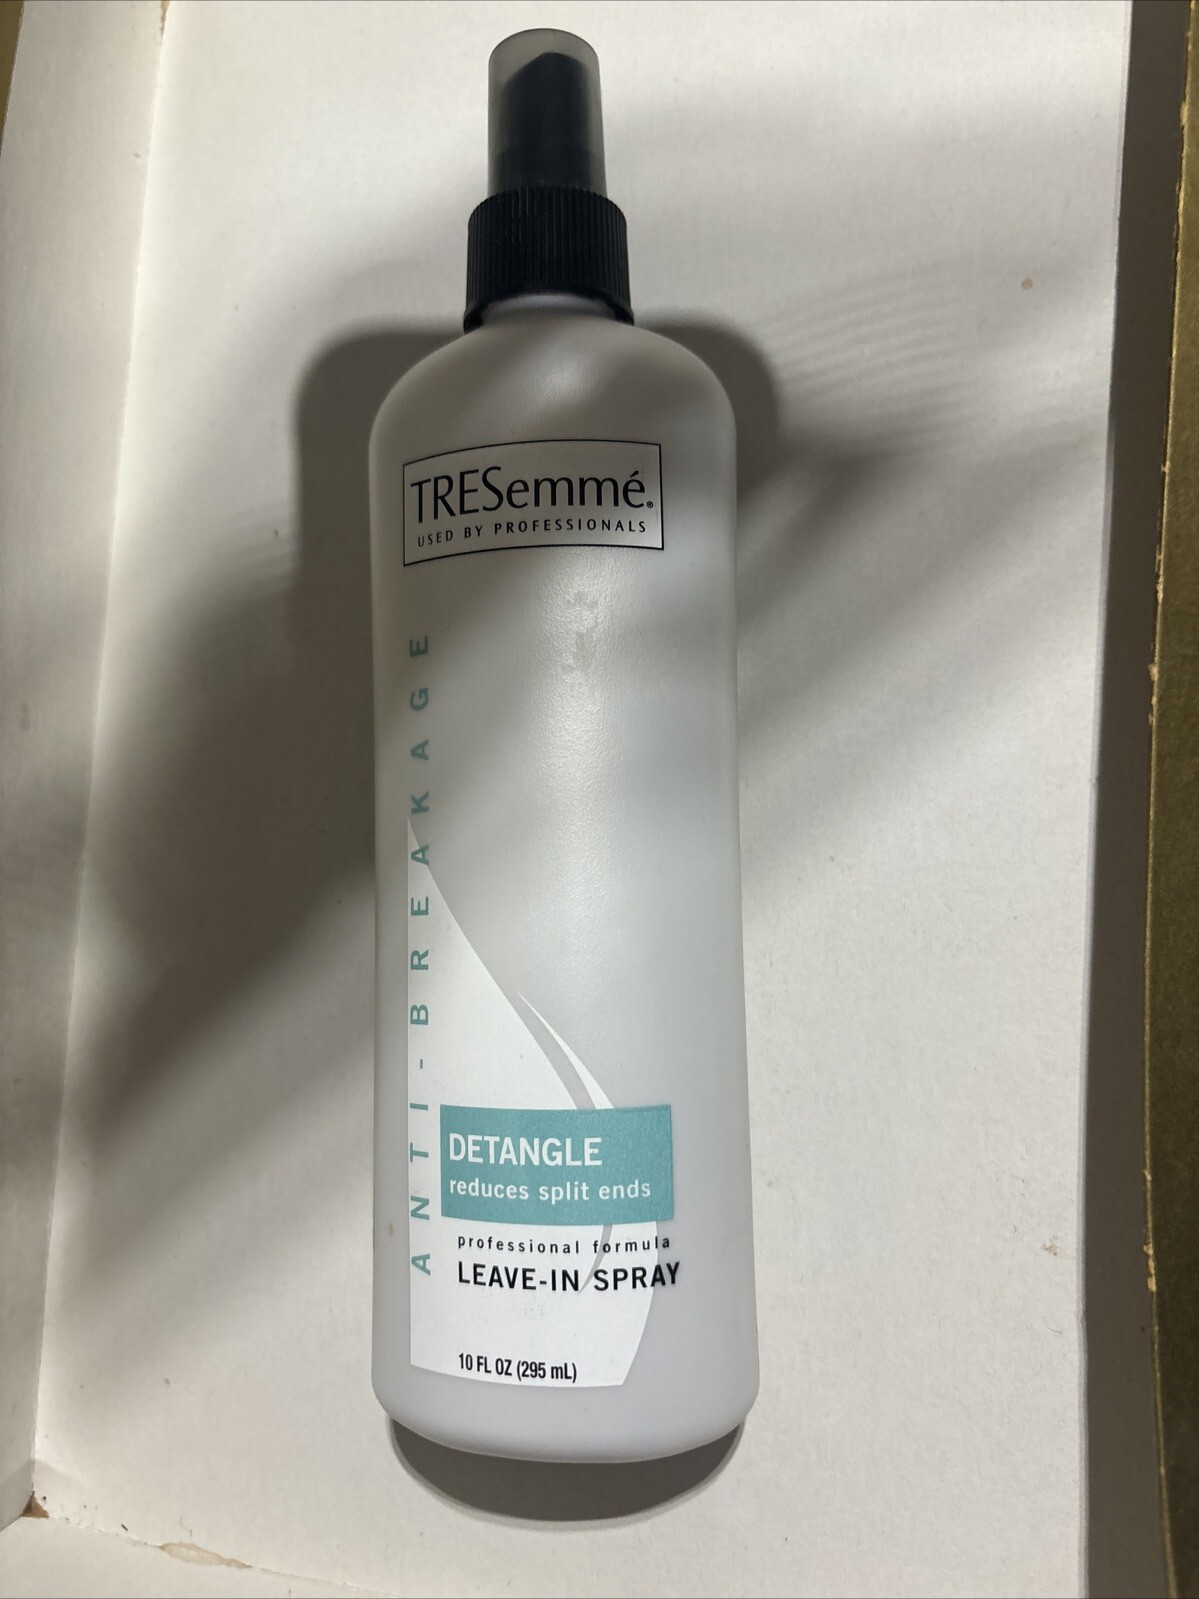 TRESemmé®
USED BY PROFESSIONALS
ANTI-BREAKAGE
DETANGLE
reduces split ends
professional formula
LEAVE-IN SPRAY
10 FL OZ (295 mL)